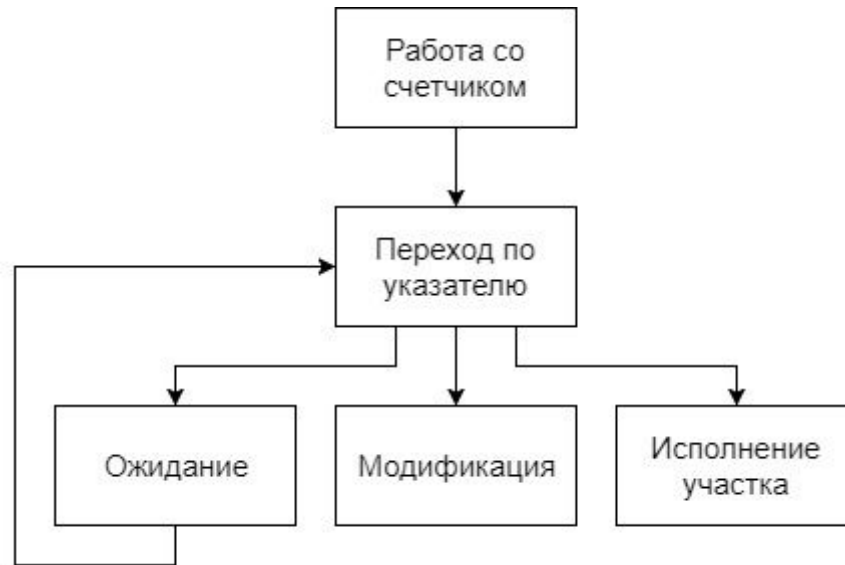 Работа со
счетчиком
Переход по
указателю
Ожидание
Модификация
Исполнение
участка